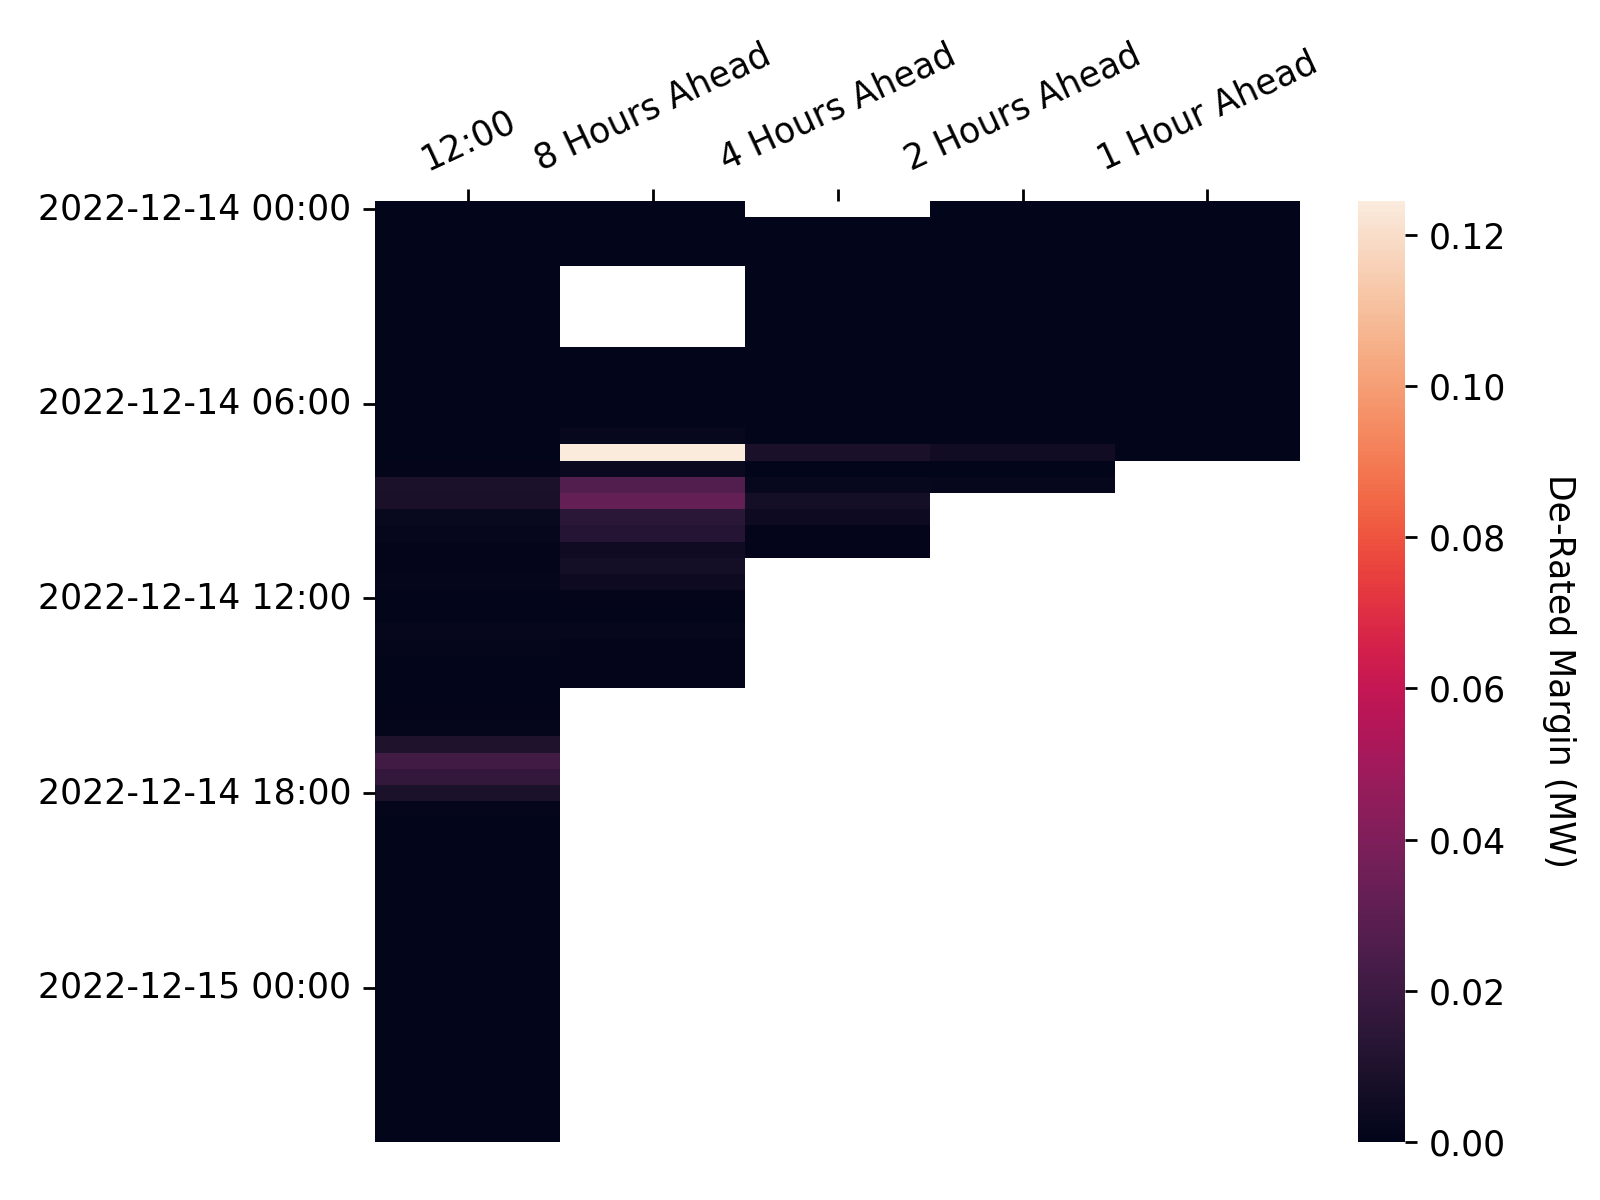 12:00
8 Hours Ahead
4 Hours Ahead
2 Hours Ahead
1 Hour Ahead
2022-12-14 00:00
2022-12-14 06:00
2022-12-14 12:00
2022-12-14 18:00
2022-12-15 00:00
0.12
0.10
0.08
0.06
0.04
0.02
0.00
De-Rated Margin (MW)